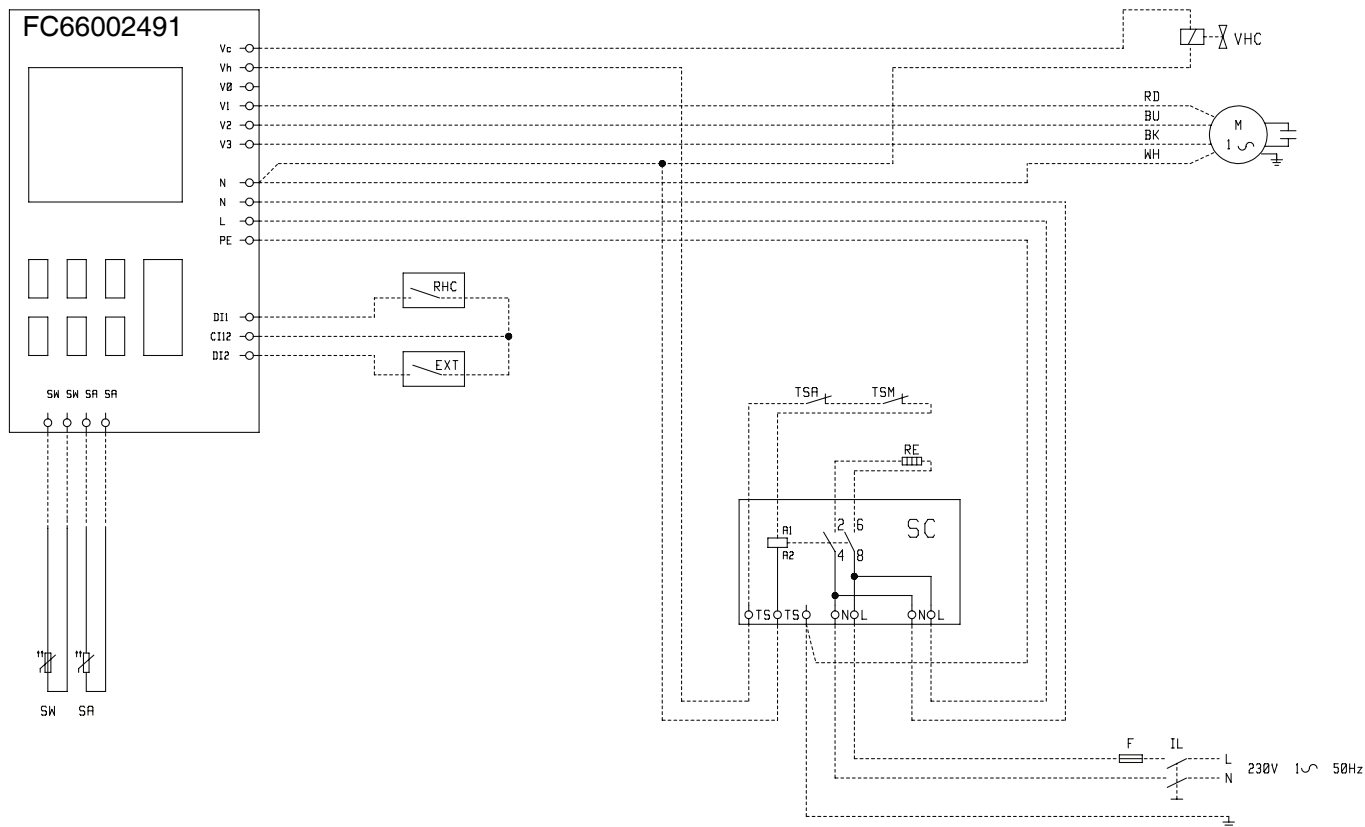 FC66002491
Vc
Vh
V0
V1
V2
V3
N
N
L
PE
DI1
CI12
DI2
SW SW SA SA
SW SA
RHC
EXT
VHC
RD
BU
BK
WH
M
1
TSA TSM
RE
SC
A1
A2
2 6
4 8
TS TS N L N L
F IL
L
N
230V 1 50Hz